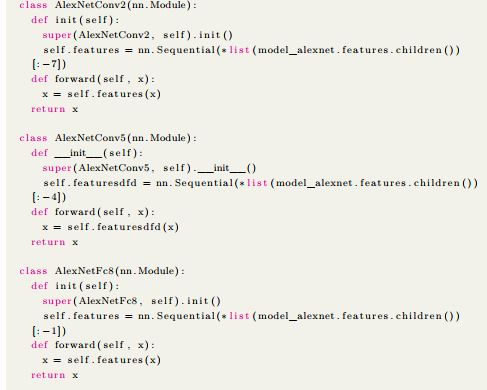 class AlexNetConv2(nn.Module):
def init(self):
super(AlexNetConv2, self).init()
self.features = nn.Sequential(*list(model_alexnet.features.children())
[:-7])
def forward(self, x):
x = self.features(x)
return x
class AlexNetConv5(nn.Module):
def __init__(self):
super(AlexNetConv5, self).__init__()
self.featuresdfd = nn.Sequential(*list(model_alexnet.features.children())
[:-4])
def forward(self, x):
x = self.featuresdfd(x)
return x
class AlexNetFc8(nn.Module):
def init(self):
super(AlexNetFc8, self).init()
self.features = nn.Sequential(*list(model_alexnet.features.children())
[:-1])
def forward(self, x):
x = self.features(x)
return x